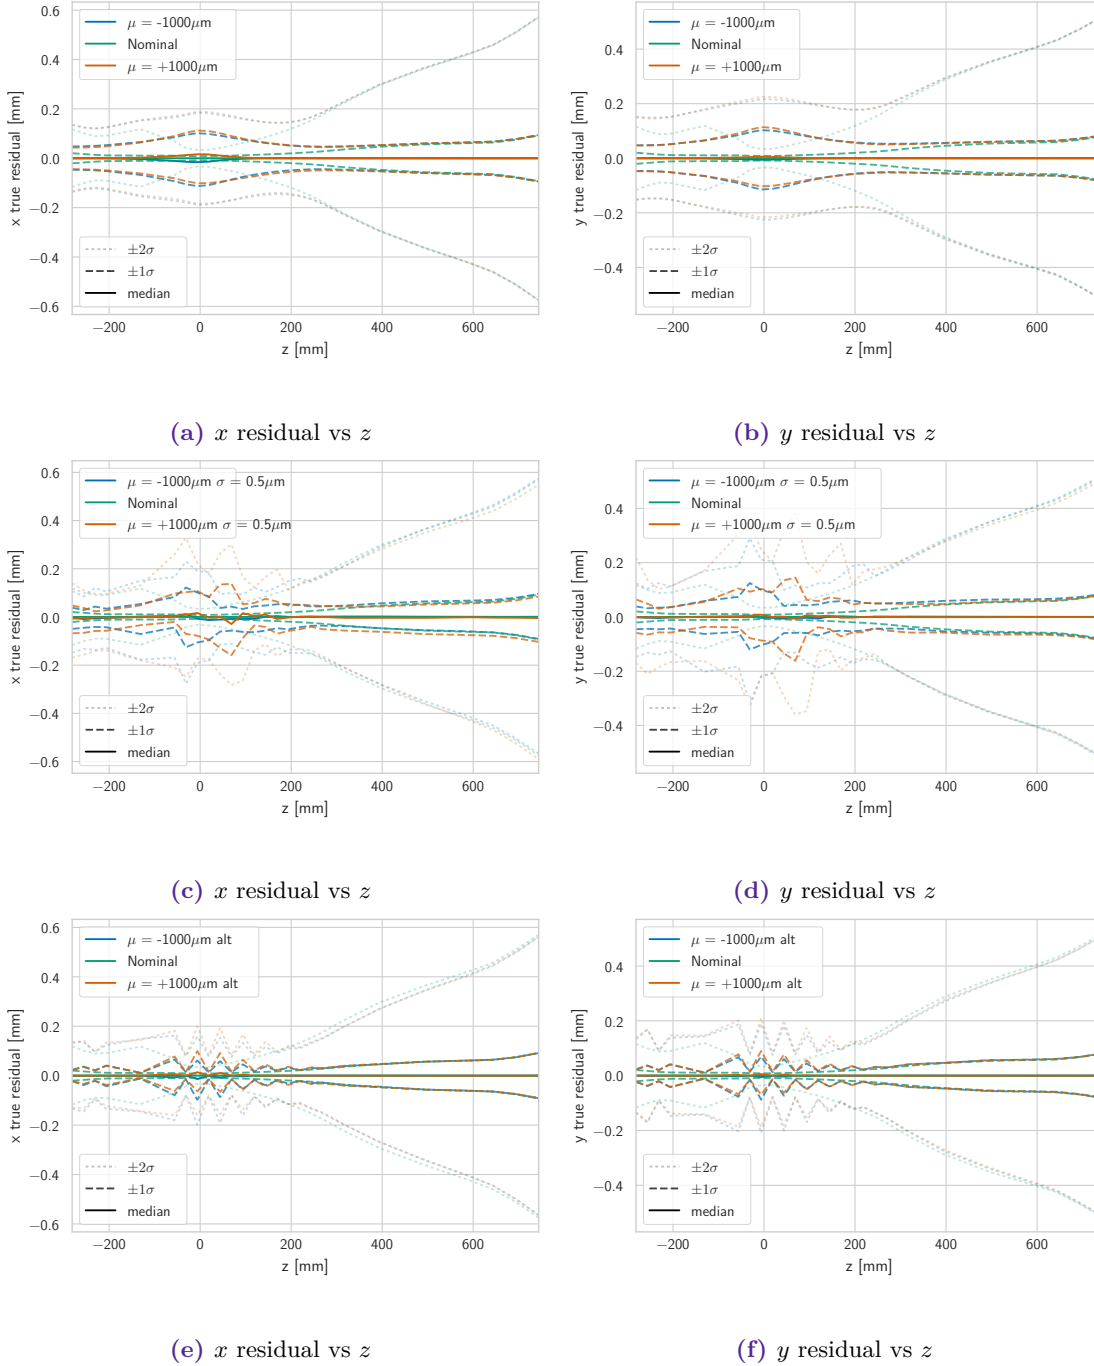 0.6
0.4
0.2
0.0
−0.2
−0.4
−0.6
x true residual [mm]
μ = -1000μm
Nominal
μ = +1000μm
±2σ
±1σ
median
−200 0 200 400 600
z [mm]
0.4
0.2
0.0
−0.2
−0.4
y true residual [mm]
μ = -1000μm
Nominal
μ = +1000μm
±2σ
±1σ
median
−200 0 200 400 600
z [mm]
(a) x residual vs z
(b) y residual vs z
0.6
0.4
0.2
0.0
−0.2
−0.4
−0.6
x true residual [mm]
μ = -1000μm σ = 0.5μm
Nominal
μ = +1000μm σ = 0.5μm
±2σ
±1σ
median
−200 0 200 400 600
z [mm]
0.4
0.2
0.0
−0.2
−0.4
y true residual [mm]
μ = -1000μm σ = 0.5μm
Nominal
μ = +1000μm σ = 0.5μm
±2σ
±1σ
median
−200 0 200 400 600
z [mm]
(c) x residual vs z
(d) y residual vs z
0.6
0.4
0.2
0.0
−0.2
−0.4
−0.6
x true residual [mm]
μ = -1000μm alt
Nominal
μ = +1000μm alt
±2σ
±1σ
median
−200 0 200 400 600
z [mm]
0.4
0.2
0.0
−0.2
−0.4
y true residual [mm]
μ = -1000μm alt
Nominal
μ = +1000μm alt
±2σ
±1σ
median
−200 0 200 400 600
z [mm]
(e) x residual vs z
(f) y residual vs z